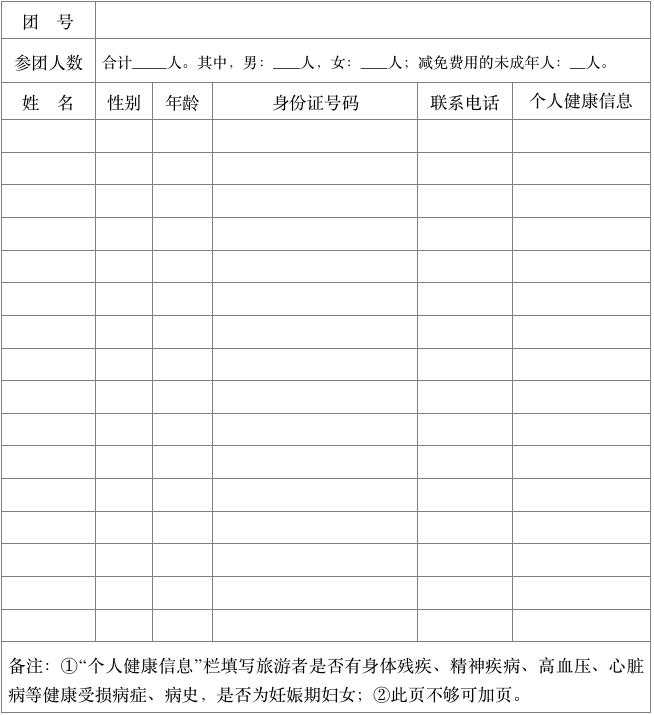 团 号
参团人数 合计_____人。其中，男：____人，女：____人；减免费用的未成年人：__人。
姓 名 性别 年龄 身份证号码 联系电话 个人健康信息
备注：①“个人健康信息”栏填写旅游者是否有身体残疾、精神疾病、高血压、心脏
病等健康受损病症、病史，是否为妊娠期妇女；②此页不够可加页。